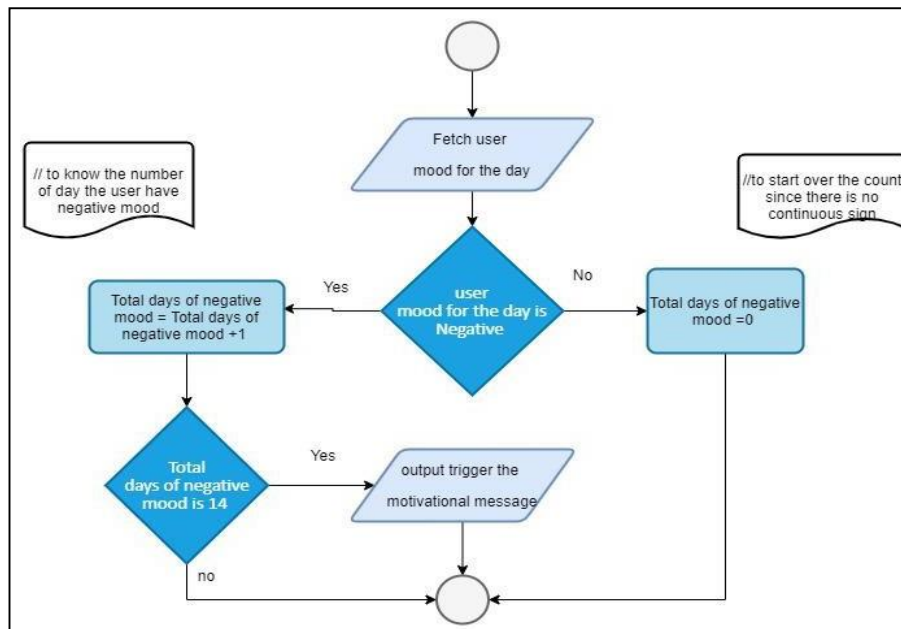 Fetch user
mood for the day
// to know the number
of day the user have
negative mood
//to start over the count
since there is no
continuous sign
Yes
user
mood for the day is
Negative
No
Total days of negative
mood = Total days of
negative mood +1
Total days of negative
mood =0
Total
days of negative
mood is 14
Yes
output trigger the
motivational message
no